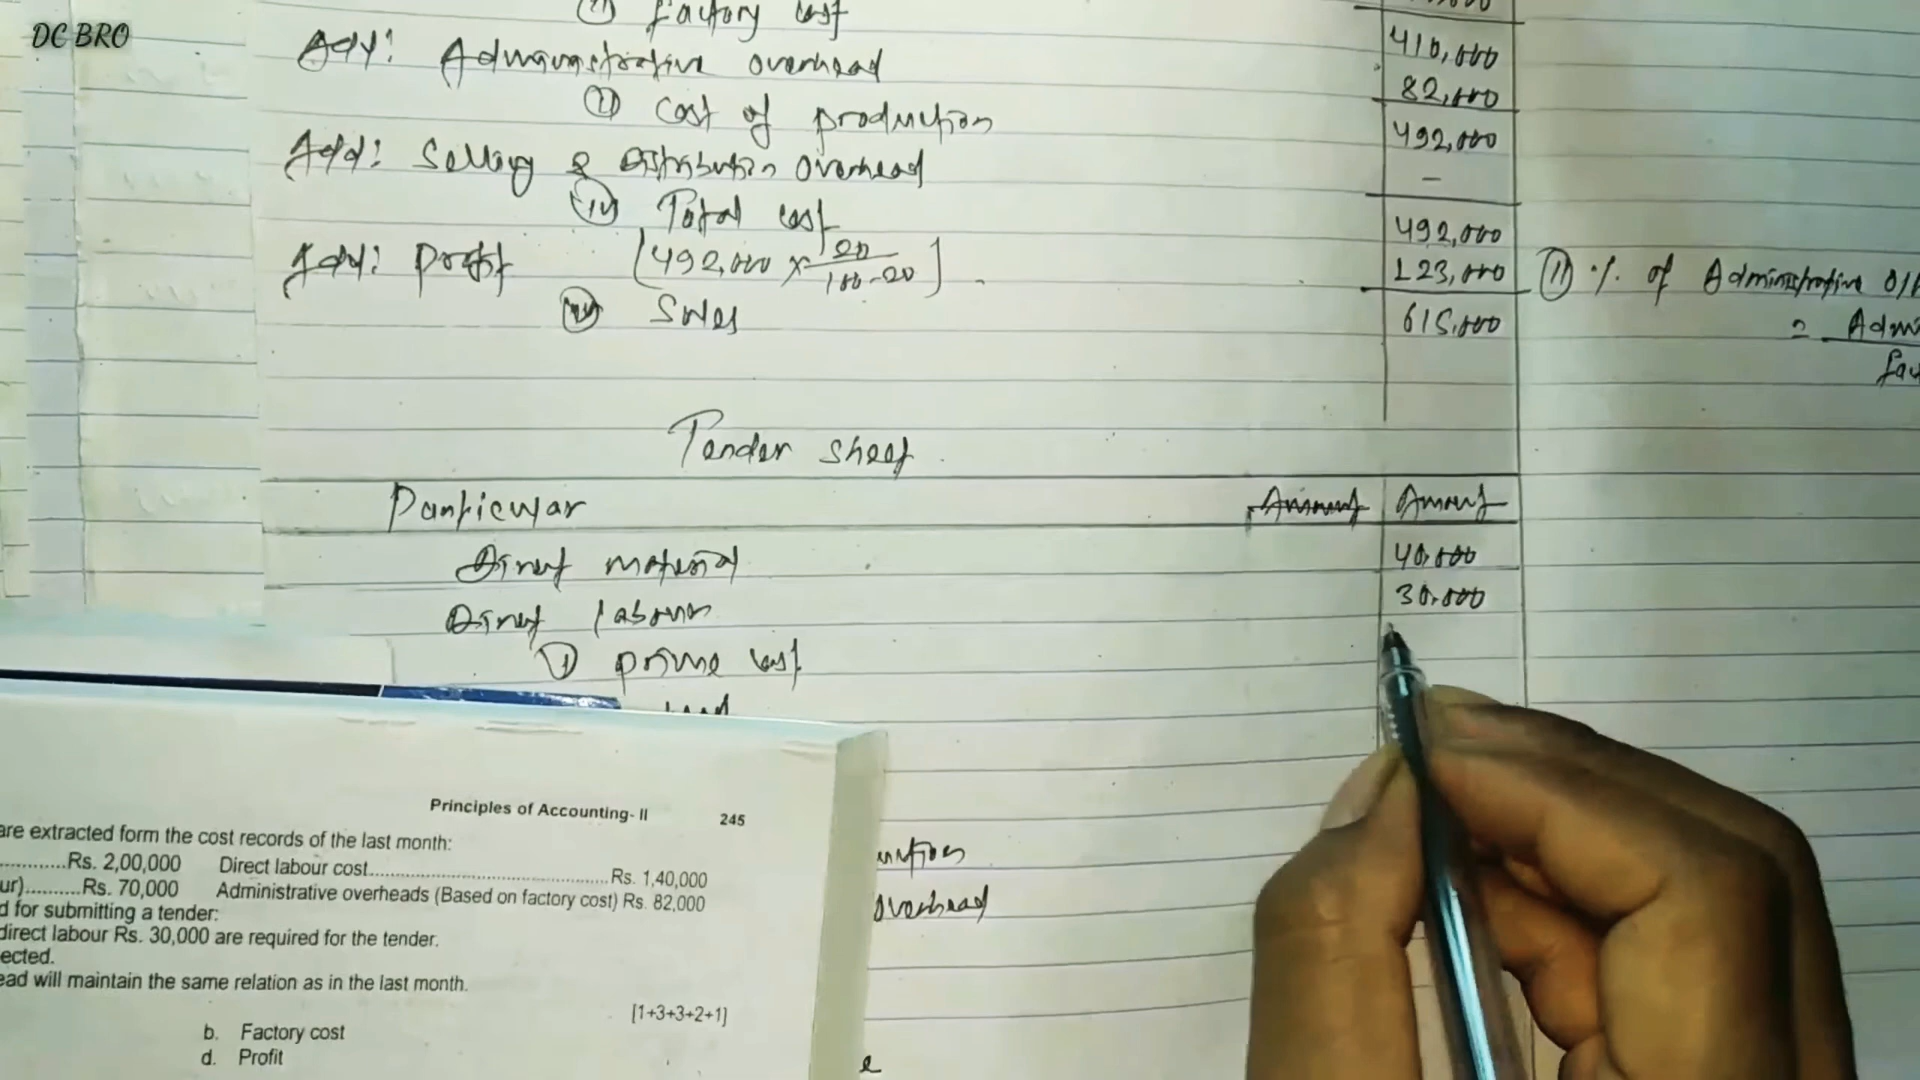 DC BRO
Factory cost
410,000
Add: Administrative overhead
82,000
Cost of production
492,000
Add: Selling & Distribution Overhead
-
(iv) Total cost
492,000
Add: Profit [492,000 × 20 / 100-20]
123,000
(v) Sales
615,000
(ii) % of Administrative O/H
= Admi
fac
Tender sheet
Particular Amount Amount
Direct material 40,000
Direct labour 30,000
(i) prime cost
Overhead
e
Principles of Accounting- II 245
are extracted form the cost records of the last month:
............Rs. 2,00,000 Direct labour cost................................................Rs. 1,40,000
ur)..........Rs. 70,000 Administrative overheads (Based on factory cost) Rs. 82,000
d for submitting a tender:
direct labour Rs. 30,000 are required for the tender.
ected.
ead will maintain the same relation as in the last month.
[1+3+3+2+1]
b. Factory cost
d. Profit